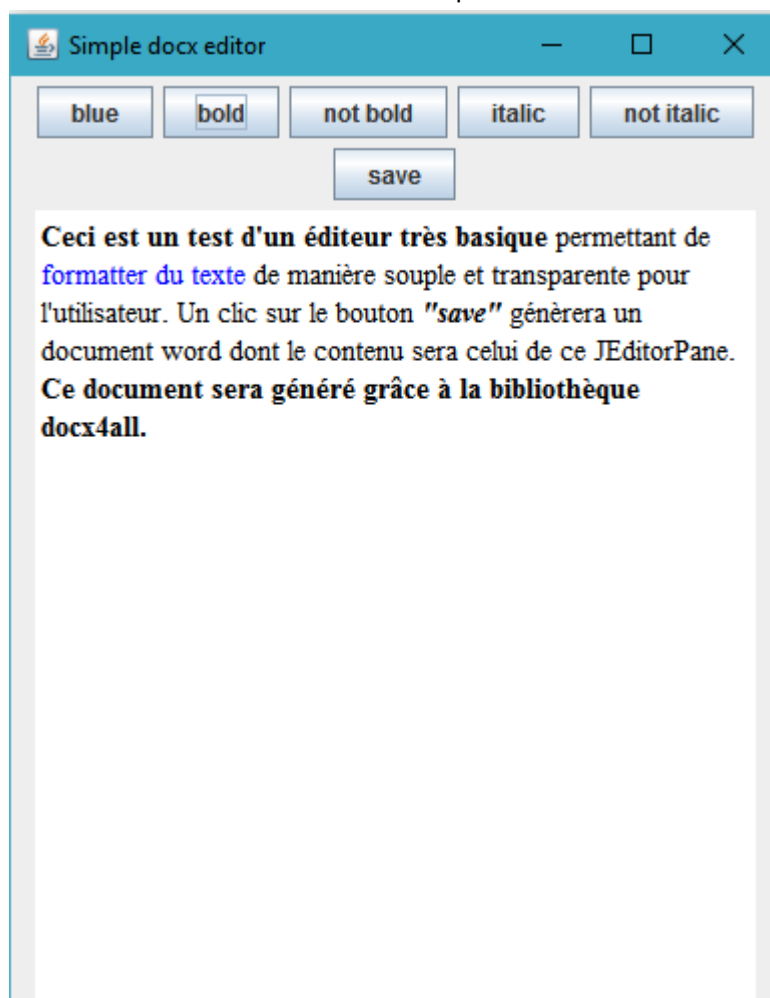 Simple docx editor
blue bold not bold italic not italic
save
Ceci est un test d'un éditeur très basique permettant de
formatter du texte de manière souple et transparente pour
l'utilisateur. Un clic sur le bouton "save" génèrera un
document word dont le contenu sera celui de ce JEditorPane.
Ce document sera généré grâce à la bibliothèque
docx4all.